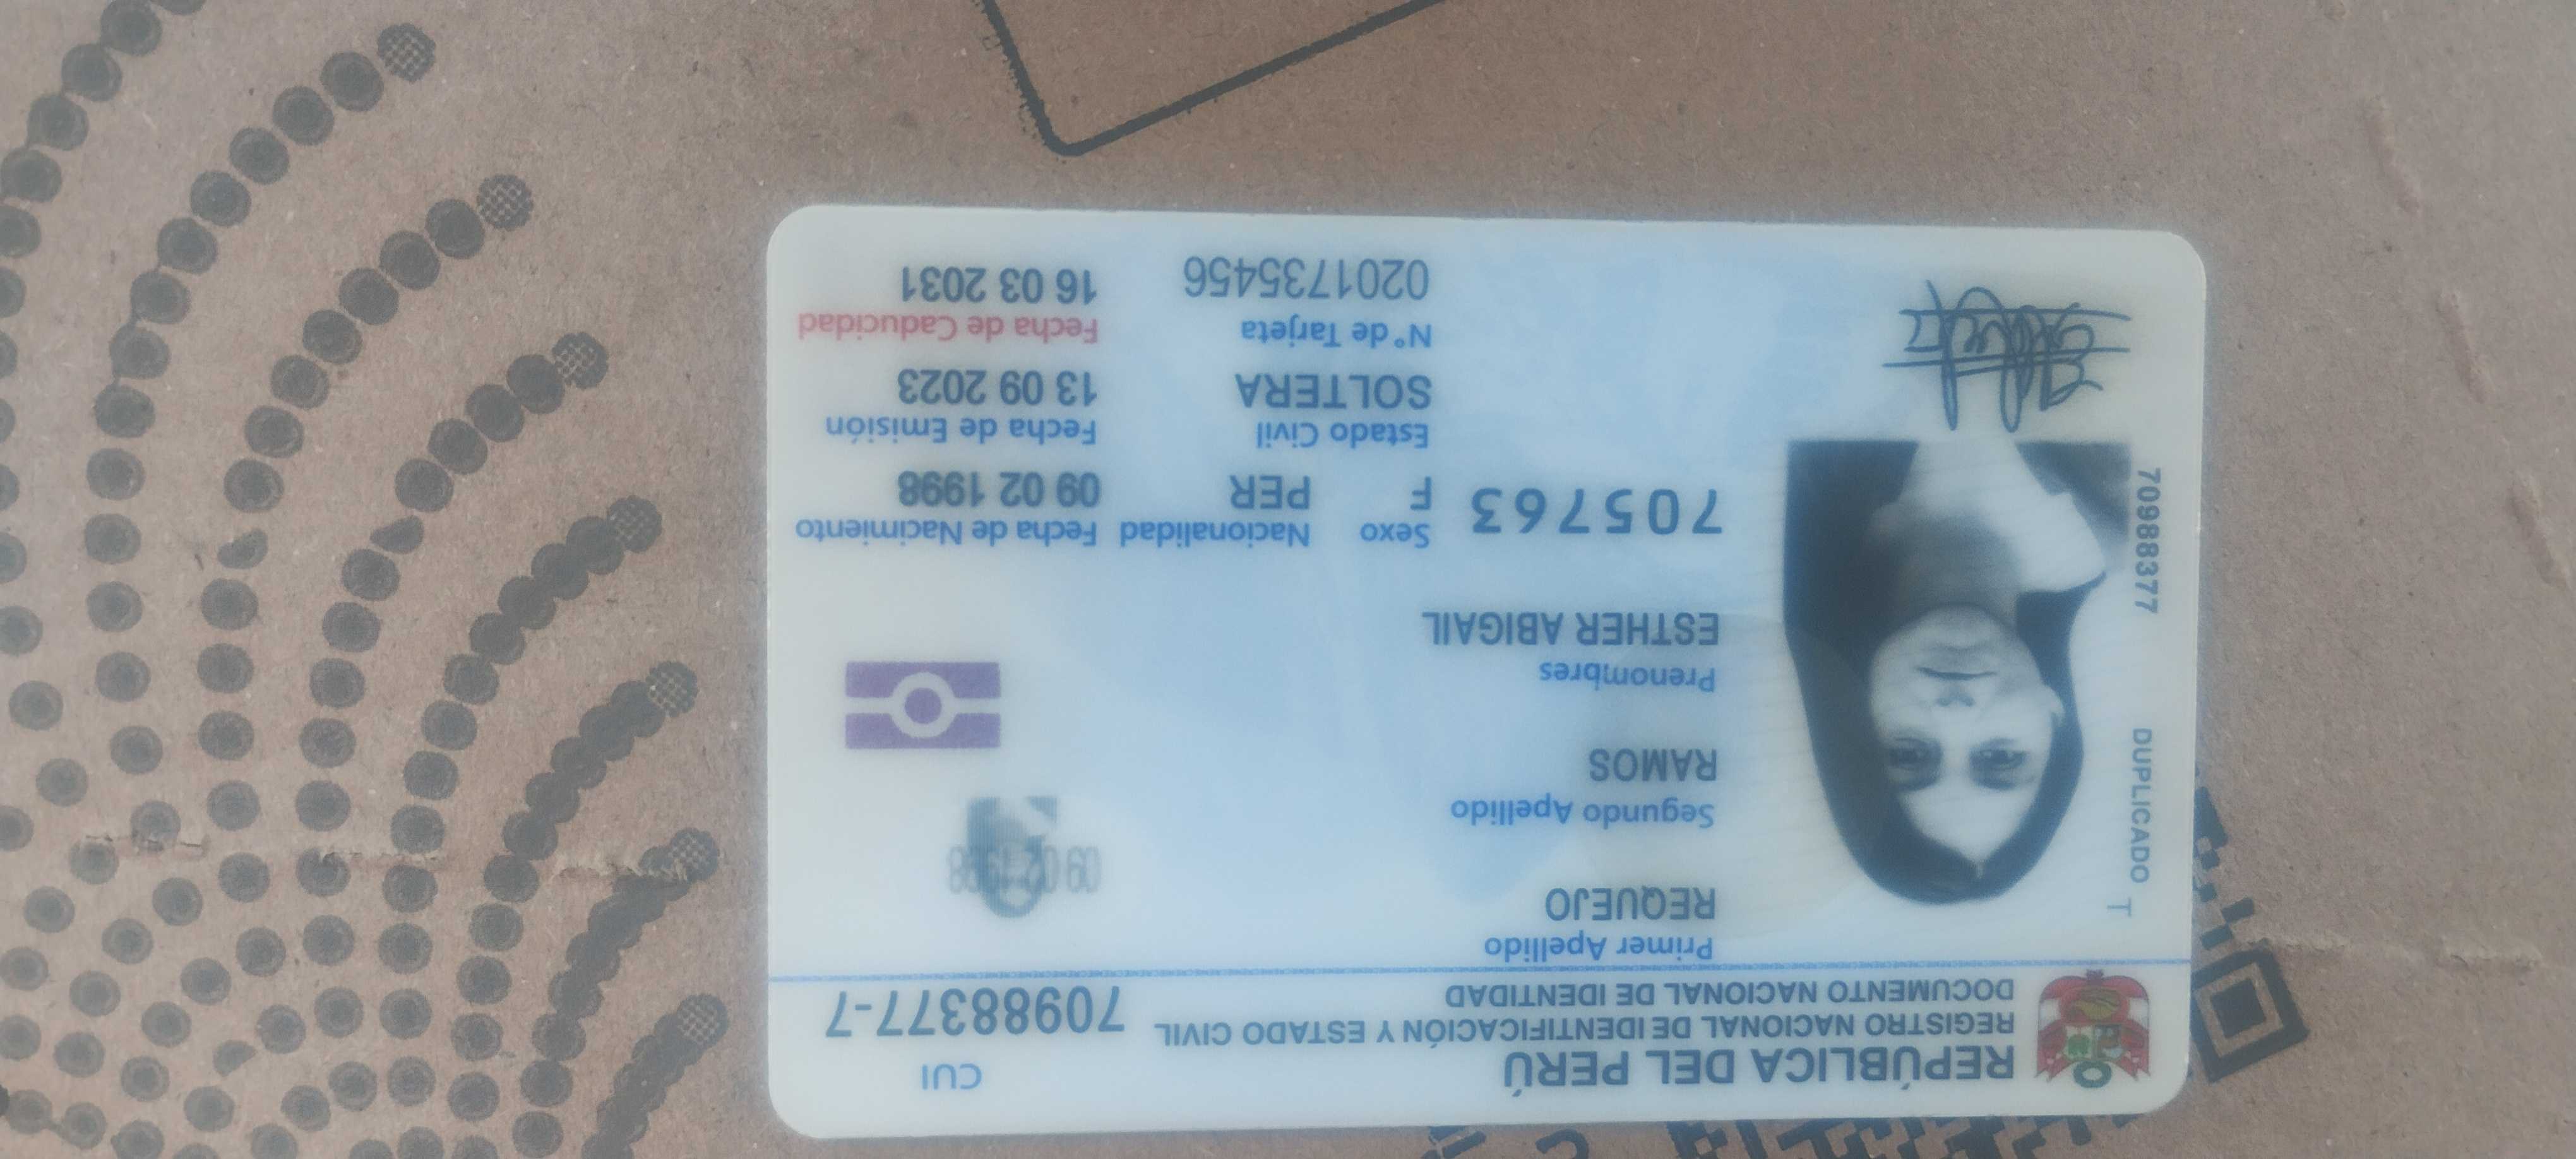 REPÚBLICA DEL PERÚ
REGISTRO NACIONAL DE IDENTIFICACIÓN Y ESTADO CIVIL
DOCUMENTO NACIONAL DE IDENTIDAD
CUI
70988377-7
Primer Apellido
REQUEJO
Segundo Apellido
RAMOS
Prenombres
ESTHER ABIGAIL
09 02 1998
DUPLICADO T
70988377
705763
Sexo Nacionalidad Fecha de Nacimiento
F PER 09 02 1998
Estado Civil Fecha de Emisión
SOLTERA 13 09 2023
N° de Tarjeta Fecha de Caducidad
0201735456 16 03 2031